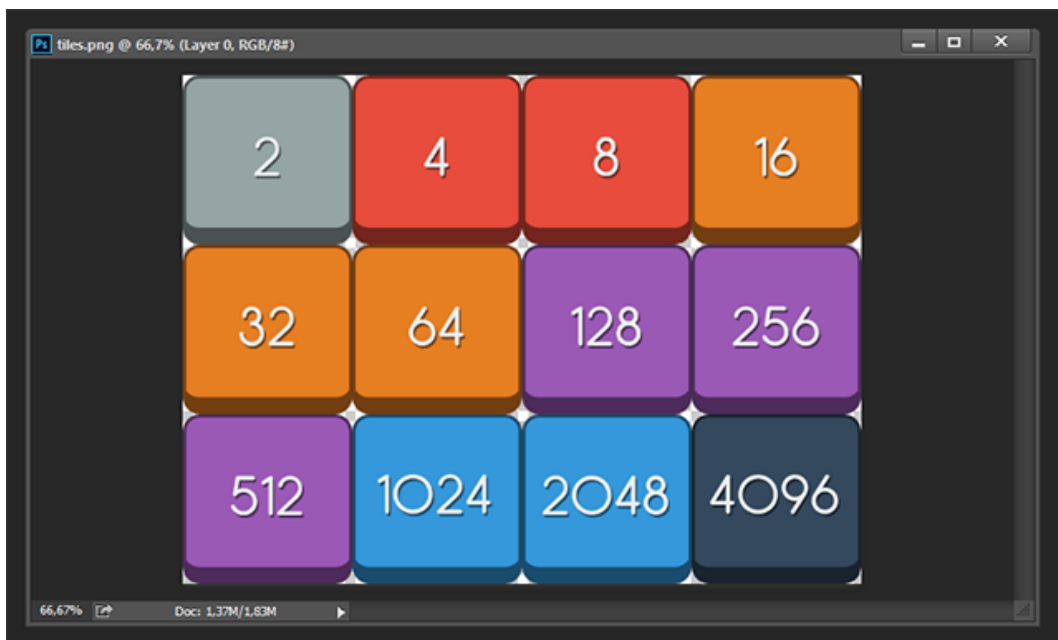 Ps tiles.png @ 66,7% (Layer 0, RGB/8#)
2 4 8 16
32 64 128 256
512 1024 2048 4096
66,67% Doc: 1,37M/1,83M